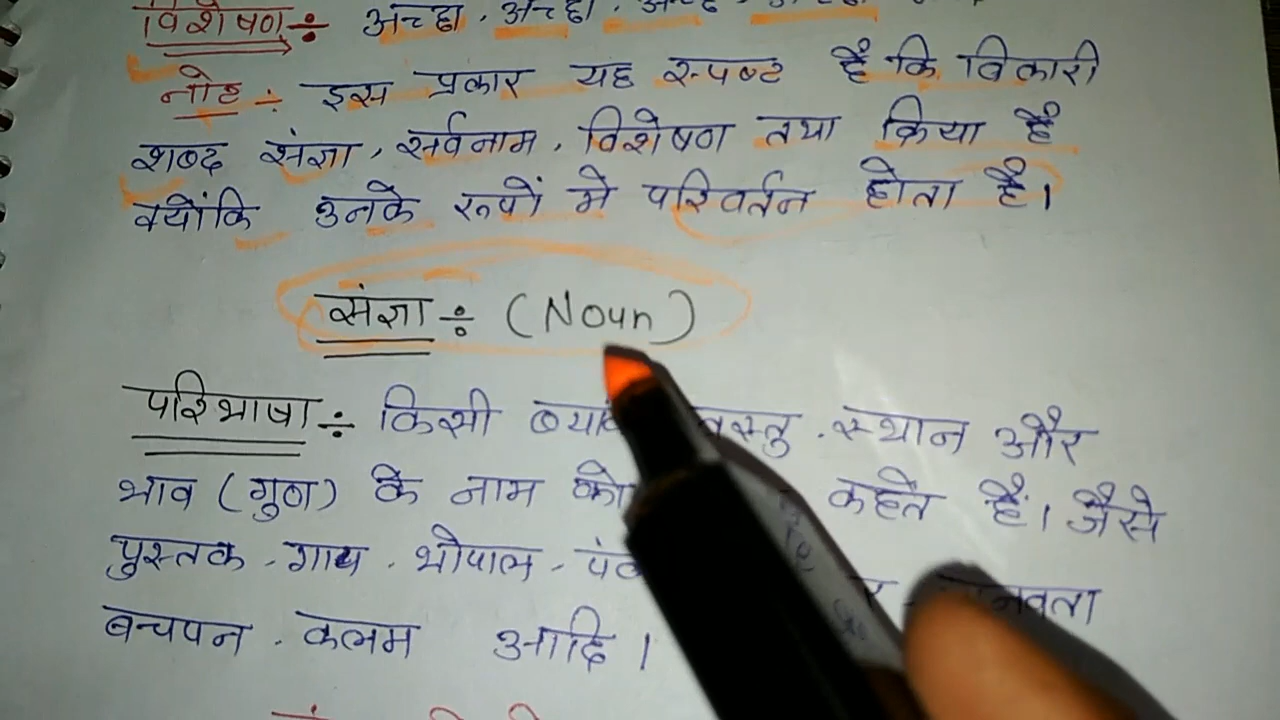 विशेषण ÷ अच्छा, अच्छा,
नोट ÷ इस प्रकार यह स्पष्ट है कि विकारी
शब्द संज्ञा, सर्वनाम, विशेषण तथा क्रिया है
क्योंकि उनके रूपों मे परिवर्तन होता है।
संज्ञा ÷ (Noun)
परिभाषा ÷ किसी स्थान और
भाव (गुण) के नाम को कहते हैं। जैसे
पुस्तक, गाय, भोपाल,
बचपन, कलम आदि।